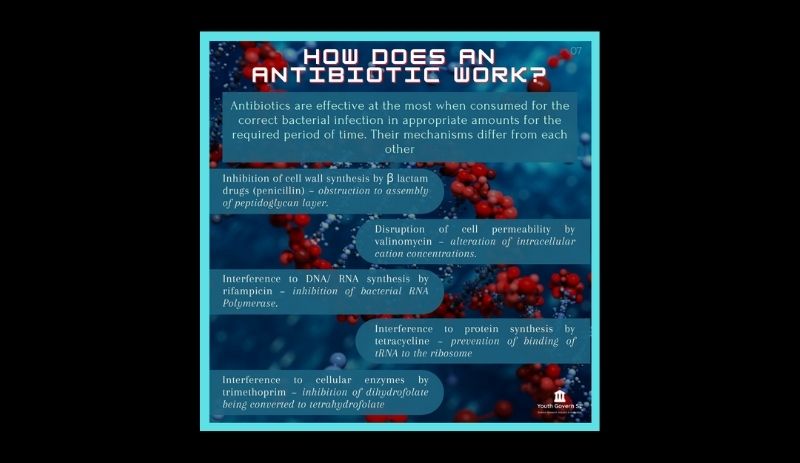 07
HOW DOES AN
ANTIBIOTIC WORK?
Antibiotics are effective at the most when consumed for the
correct bacterial infection in appropriate amounts for the
required period of time. Their mechanisms differ from each
other
Inhibition of cell wall synthesis by β lactam
drugs (penicillin) – obstruction to assembly
of peptidoglycan layer.
Disruption of cell permeability by
valinomycin – alteration of intracellular
cation concentrations.
Interference to DNA/ RNA synthesis by
rifampicin – inhibition of bacterial RNA
Polymerase.
Interference to protein synthesis by
tetracycline – prevention of binding of
tRNA to the ribosome
Interference to cellular enzymes by
trimethoprim – inhibition of dihydrofolate
being converted to tetrahydrofolate
Youth Govern SL